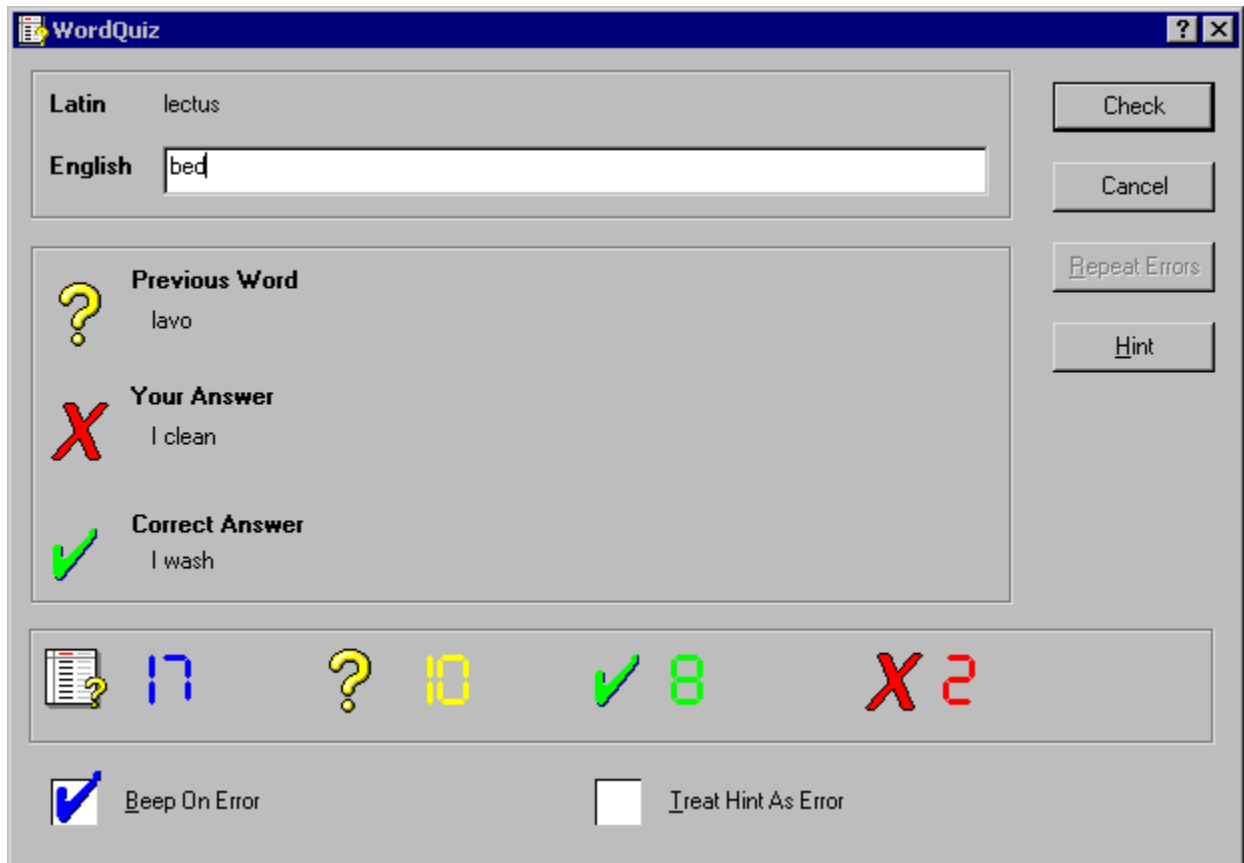 WordQuiz
Latin lectus
Check
English bed
Cancel
Previous Word
lavo
Repeat Errors
Hint
Your Answer
I clean
Correct Answer
I wash
17 10 8 2
Beep On Error Treat Hint As Error